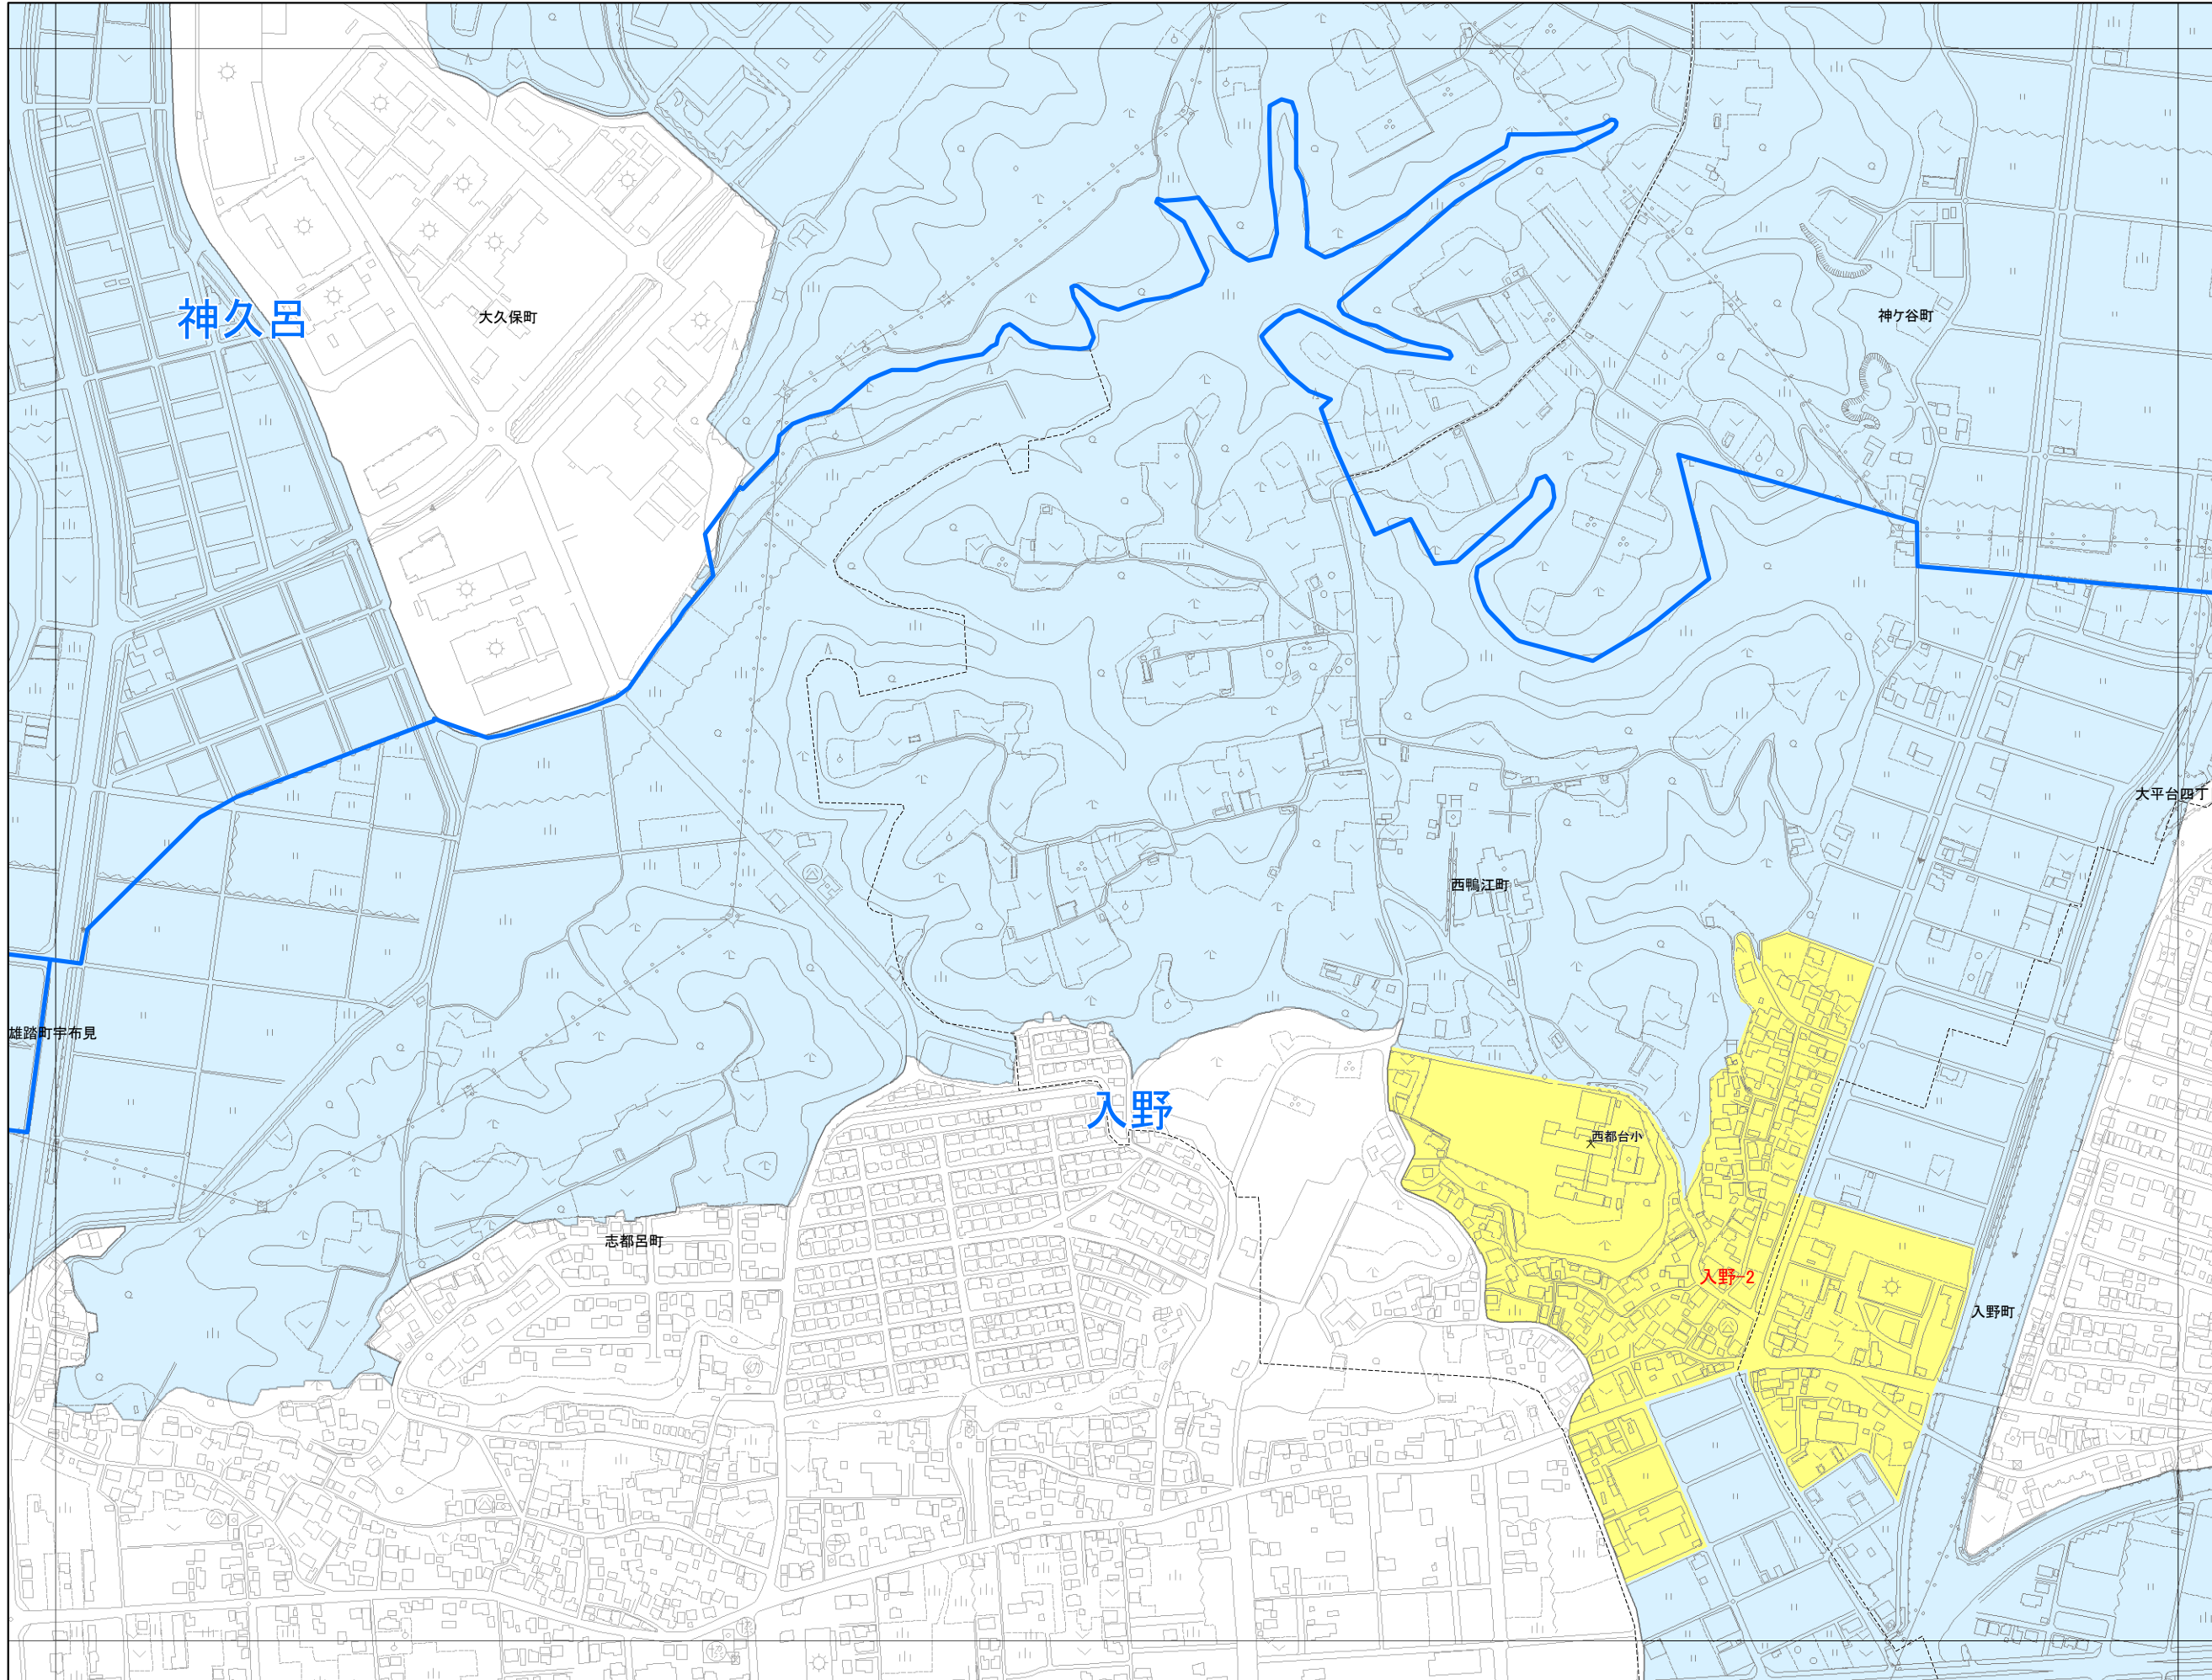 神久呂
大久保町
神ケ谷町
大平台四丁
西鴨江町
雄踏町宇布見
入野
西都台小
志都呂町
入野-2
入野町